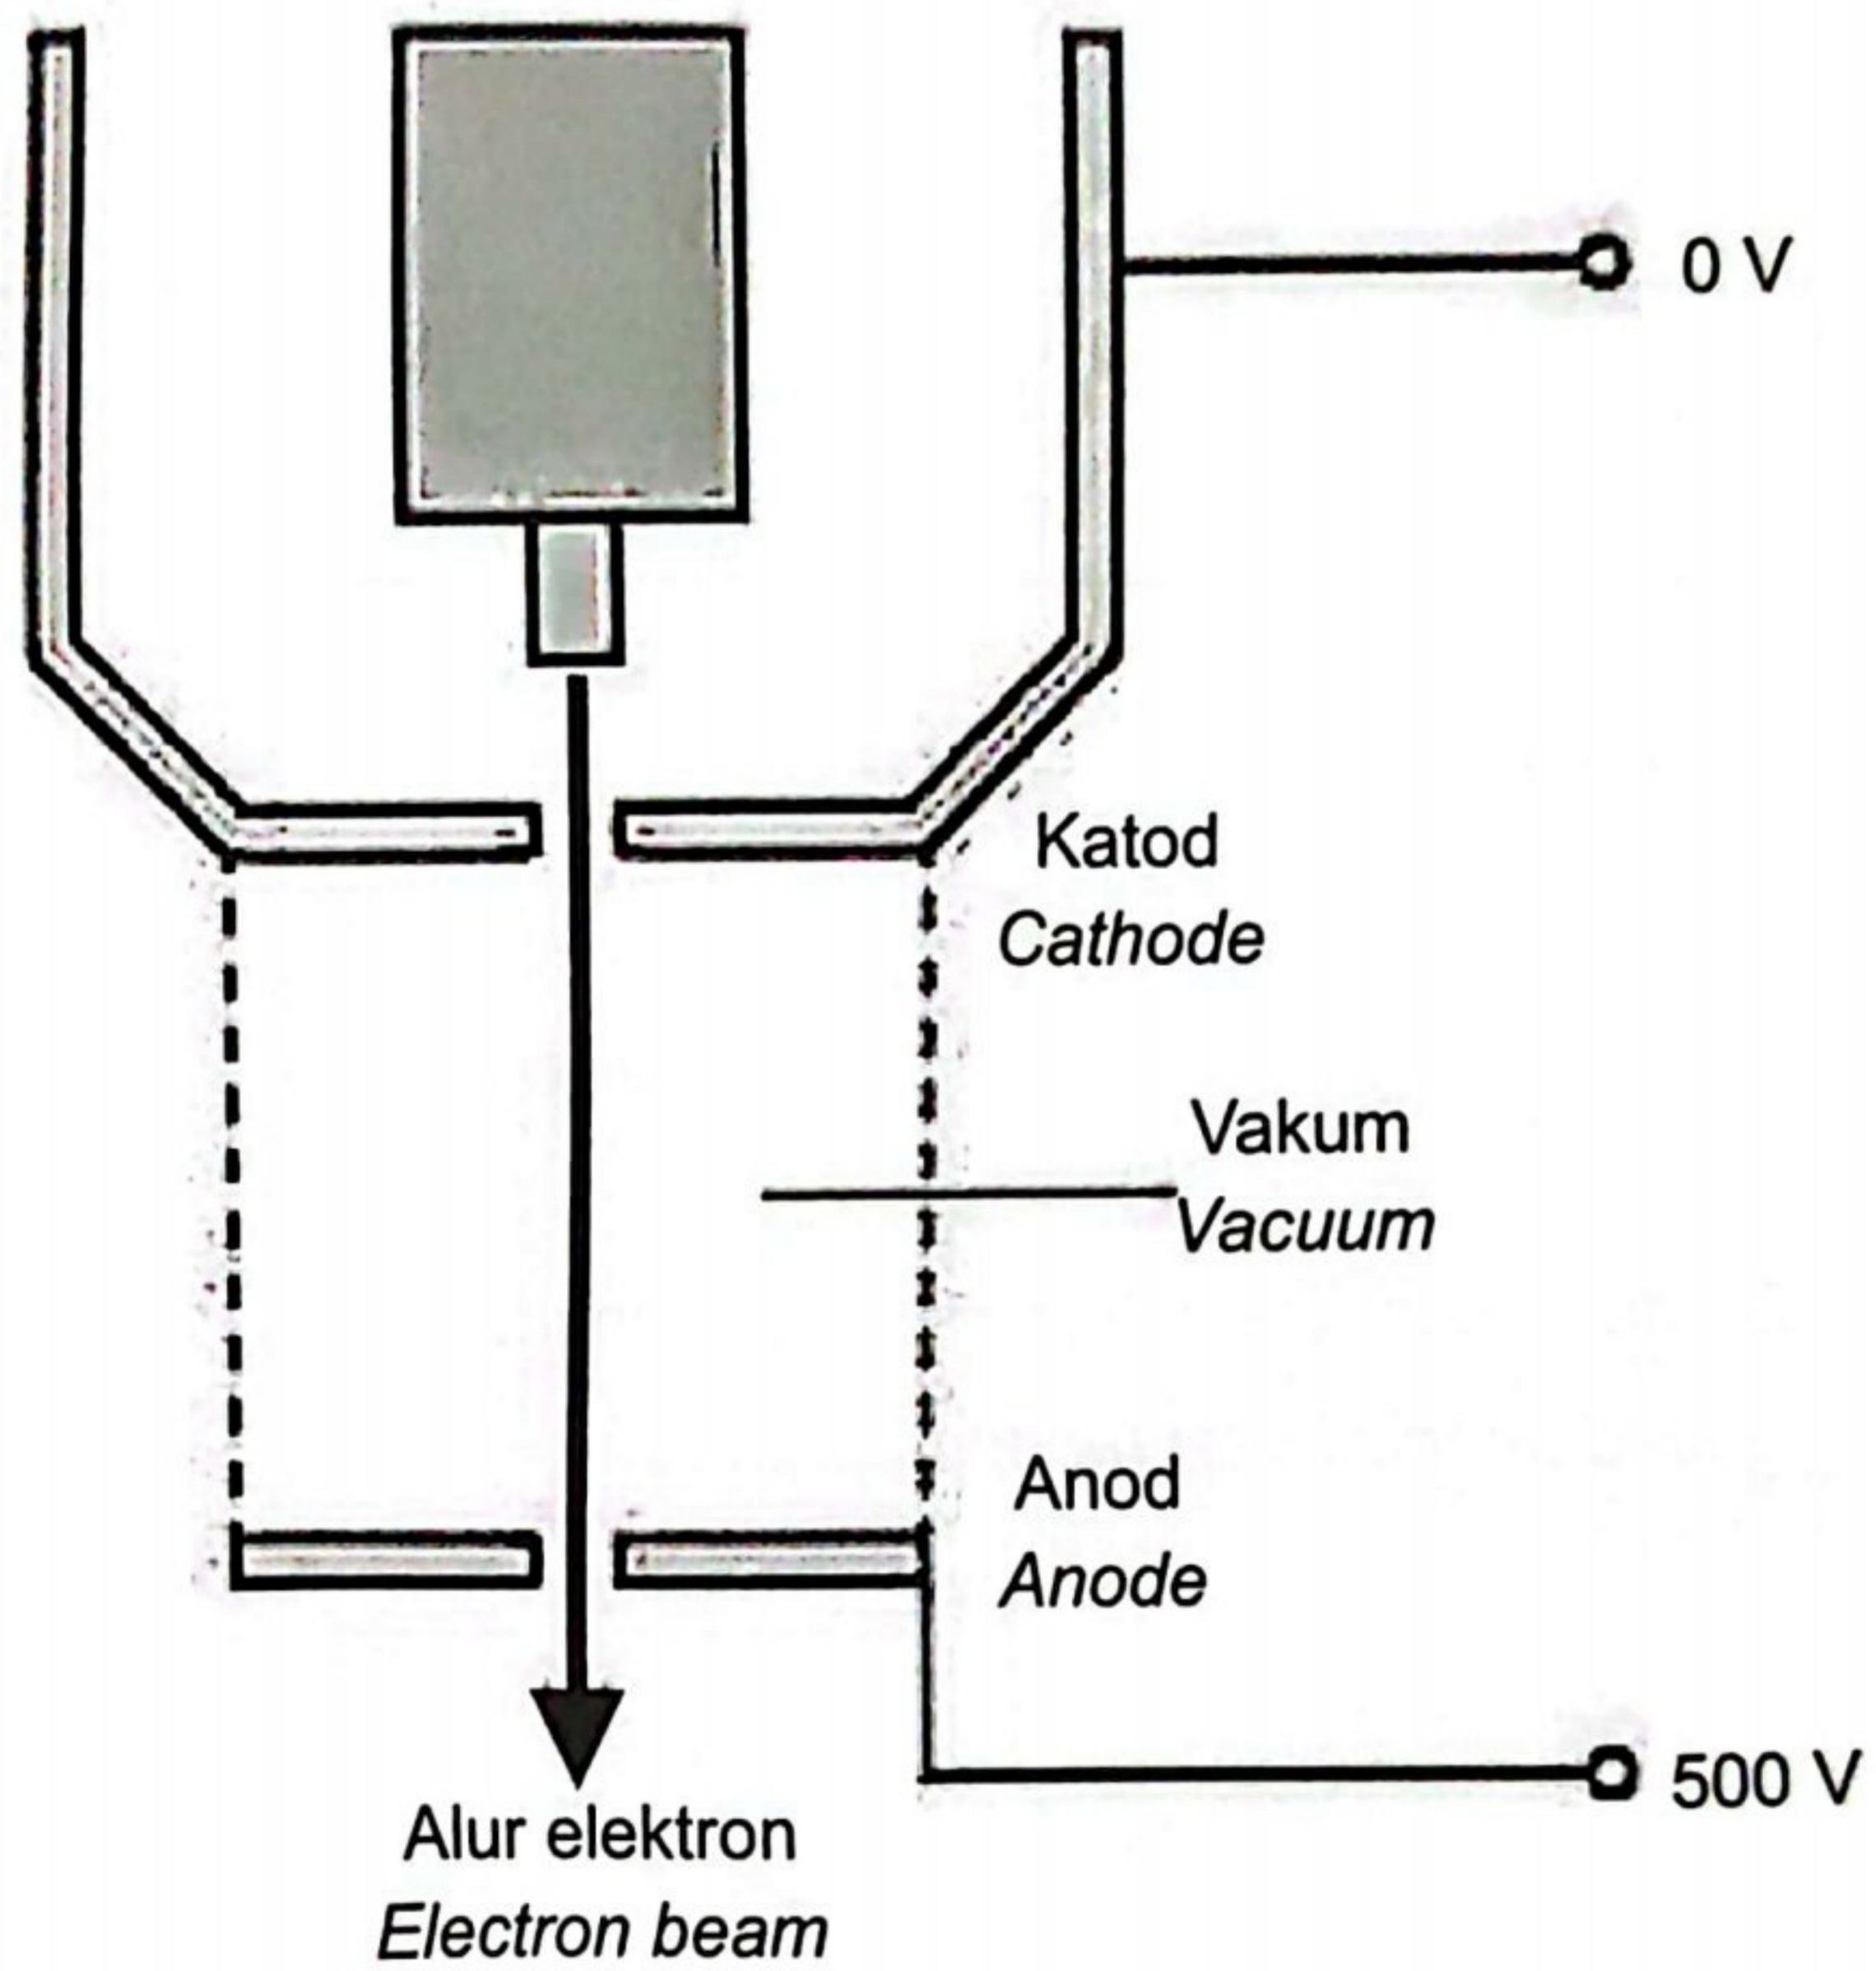 0 V
Katod
Cathode
Vakum
Vacuum
Anod
Anode
500 V
Alur elektron
Electron beam